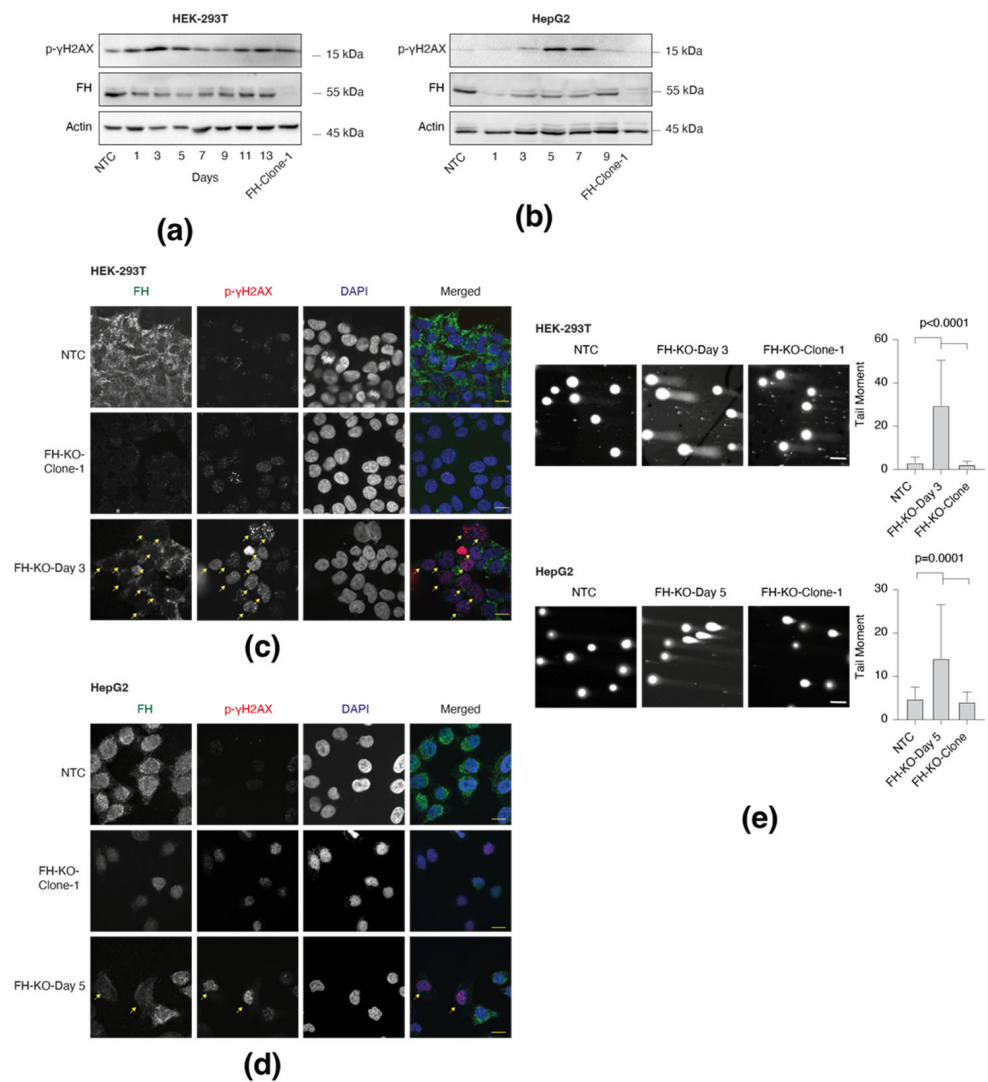 HEK-293T
p-γH2AX
15 kDa
FH
55 kDa
Actin
45 kDa
NTC 1 3 5 7 9 11 13 FH-Clone-1
Days
(a)
HepG2
p-γH2AX
15 kDa
FH
55 kDa
Actin
45 kDa
NTC 1 3 5 7 9 FH-Clone-1
(b)
HEK-293T
FH p-γH2AX DAPI Merged
NTC
FH-KO-
Clone-1
FH-KO-Day 3
(c)
HepG2
FH p-γH2AX DAPI Merged
NTC
FH-KO-
Clone-1
FH-KO-Day 5
(d)
HEK-293T
NTC FH-KO-Day 3 FH-KO-Clone-1
p<0.0001
Tail Moment
60
40
20
0
NTC
FH-KO-Day 3
FH-KO-Clone
HepG2
NTC FH-KO-Day 5 FH-KO-Clone-1
p=0.0001
Tail Moment
30
20
10
0
NTC
FH-KO-Day 5
FH-KO-Clone
(e)